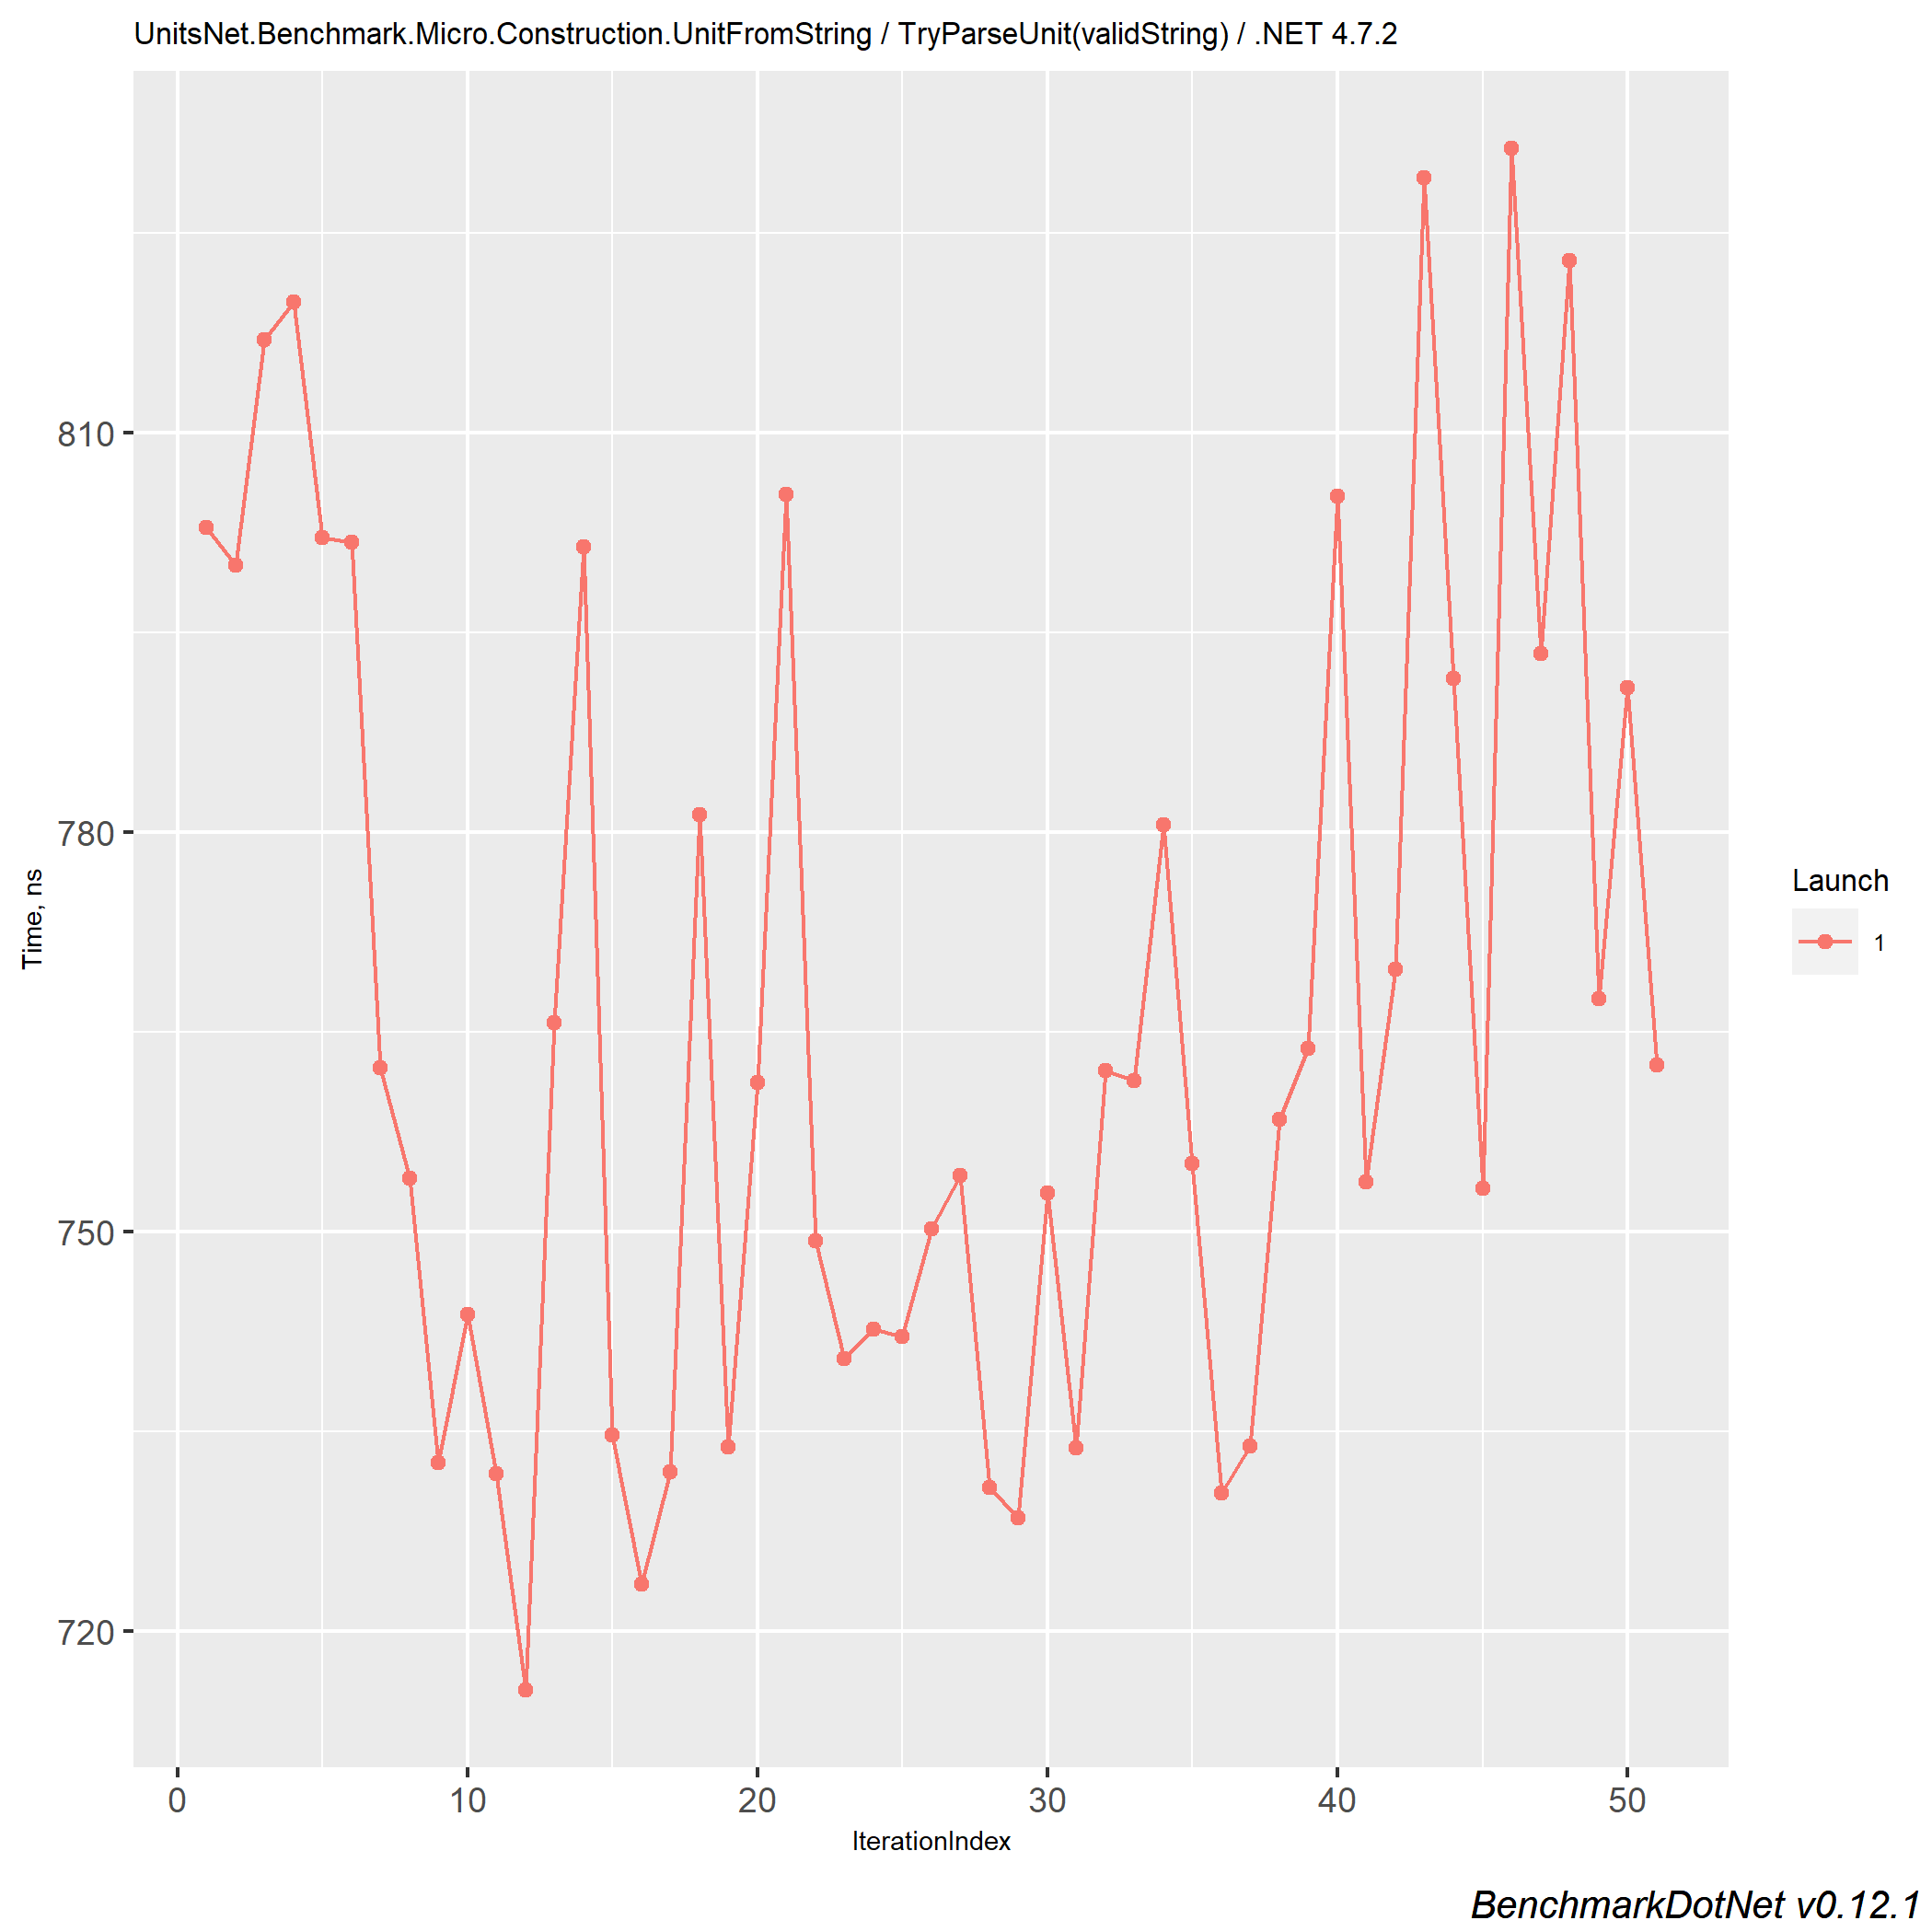 UnitsNet.Benchmark.Micro.Construction.UnitFromString / TryParseUnit(validString) / .NET 4.7.2
810
780
750
720
Time, ns
0 10 20 30 40 50
IterationIndex
Launch
1
BenchmarkDotNet v0.12.1